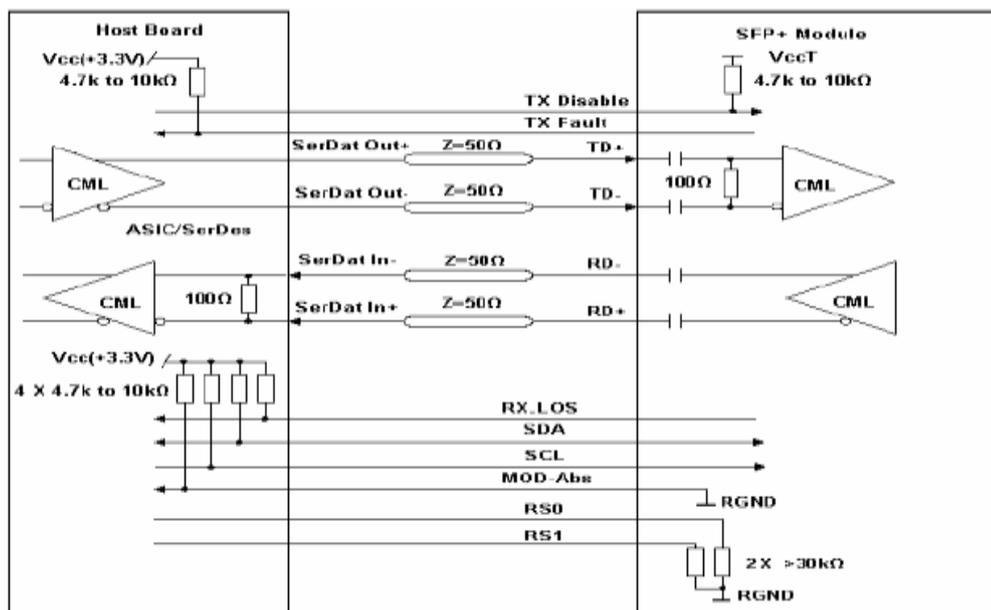 Host Board
SFP+ Module
Vcc(+3.3V)
4.7k to 10kΩ
VccT
4.7k to 10kΩ
TX Disable
TX Fault
SerDat Out+
Z=50Ω
TD+
CML
100Ω
CML
SerDat Out-
Z=50Ω
TD-
ASIC/SerDes
SerDat In-
Z=50Ω
RD-
CML
100Ω
CML
SerDat In+
Z=50Ω
RD+
Vcc(+3.3V)
4 X 4.7k to 10kΩ
RX_LOS
SDA
SCL
MOD-Abs
RGND
RS0
RS1
2 X >30kΩ
RGND